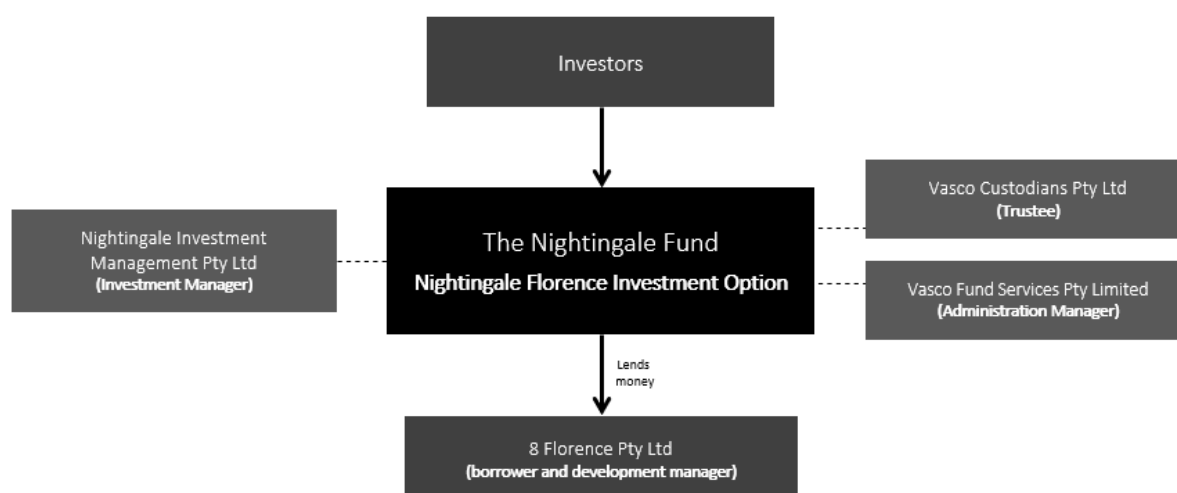 Investors
Vasco Custodians Pty Ltd
(Trustee)
Nightingale Investment
Management Pty Ltd
(Investment Manager)
The Nightingale Fund
Nightingale Florence Investment Option
Vasco Fund Services Pty Limited
(Administration Manager)
Lends
money
8 Florence Pty Ltd
(borrower and development manager)